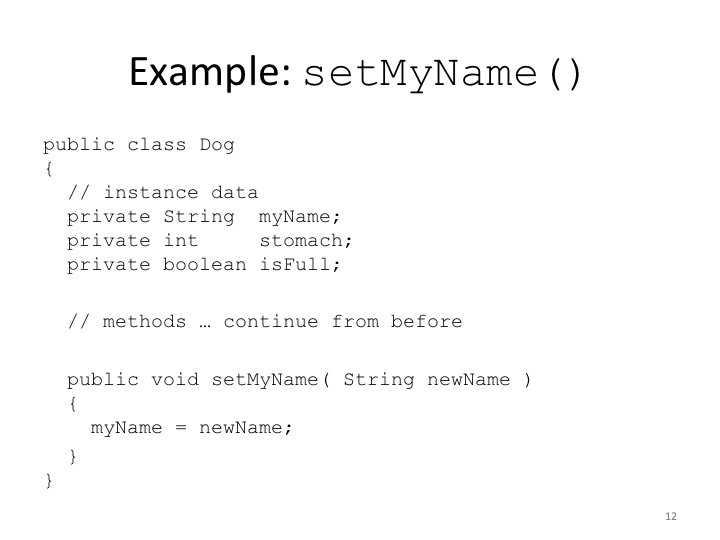 Example: setMyName()
public class Dog
{
  // instance data
  private String  myName;
  private int     stomach;
  private boolean isFull;
  // methods … continue from before
  public void setMyName( String newName )
  {
    myName = newName;
  }
}
12